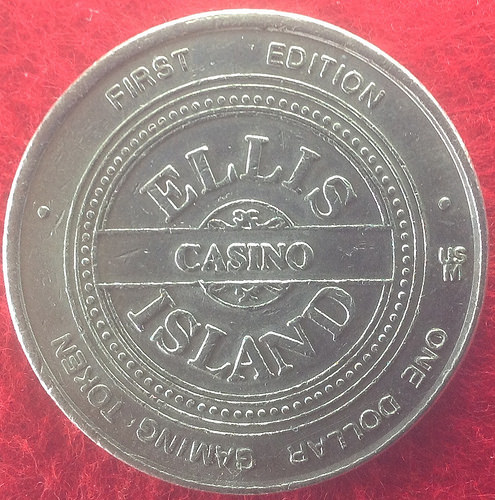 FIRST EDITION
ELLIS
CASINO
ISLAND
US
M
ONE DOLLAR GAMING TOKEN